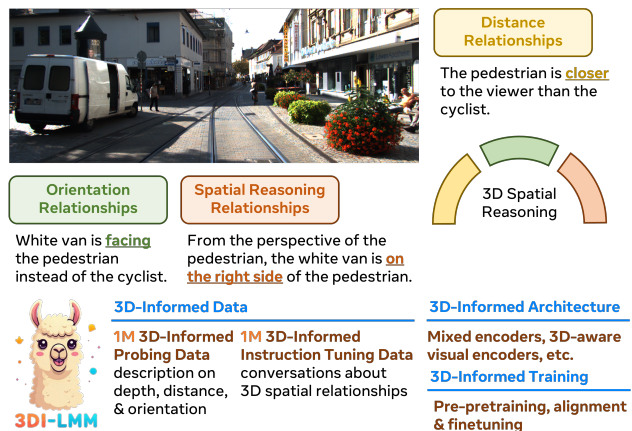 Distance
Relationships
The pedestrian is closer
to the viewer than the
cyclist.
Orientation
Relationships
White van is facing
the pedestrian
instead of the cyclist.
Spatial Reasoning
Relationships
From the perspective of the
pedestrian, the white van is on
the right side of the pedestrian.
3D Spatial
Reasoning
3DI-LMM
3D-Informed Data
1M 3D-Informed
Probing Data
description on
depth, distance,
& orientation
1M 3D-Informed
Instruction Tuning Data
conversations about
3D spatial relationships
3D-Informed Architecture
Mixed encoders, 3D-aware
visual encoders, etc.
3D-Informed Training
Pre-pretraining, alignment
& finetuning